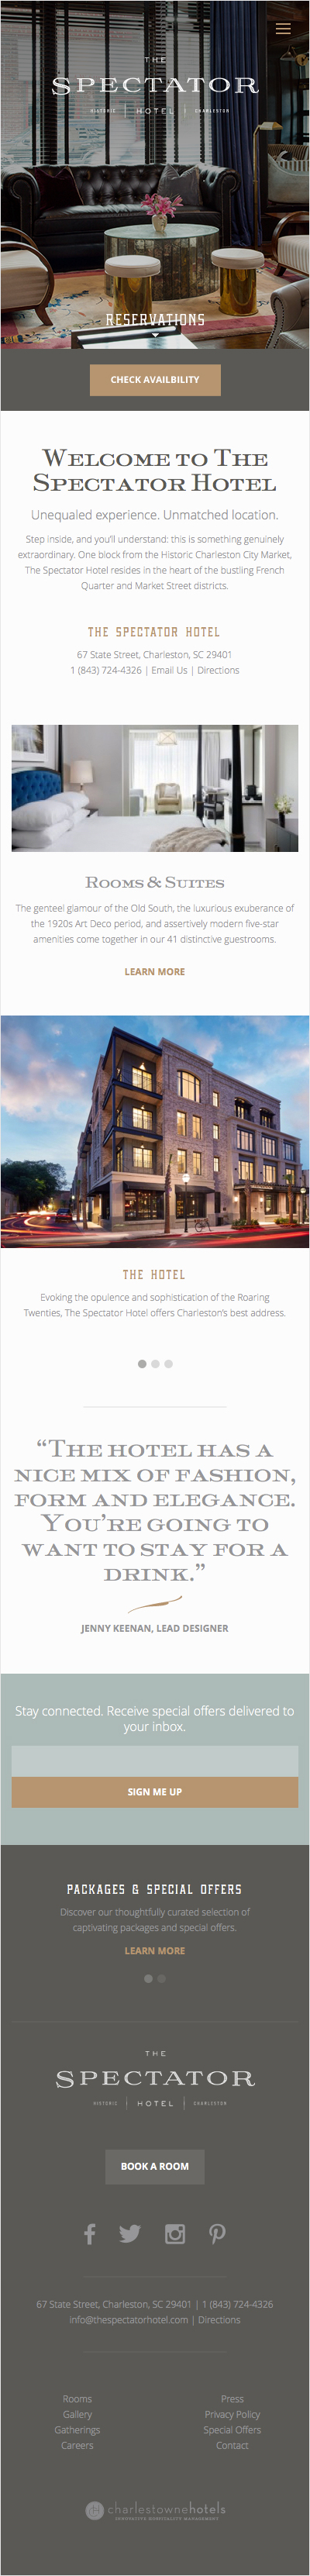 THE
SPECTATOR
HISTORIC | HOTEL | CHARLESTON
RESERVATIONS
CHECK AVAILBILITY
WELCOME TO THE
SPECTATOR HOTEL
Unequaled experience. Unmatched location.
Step inside, and you'll understand: this is something genuinely
extraordinary. One block from the Historic Charleston City Market,
The Spectator Hotel resides in the heart of the bustling French
Quarter and Market Street districts.
THE SPECTATOR HOTEL
67 State Street, Charleston, SC 29401
1 (843) 724-4326 | Email Us | Directions
ROOMS & SUITES
The genteel glamour of the Old South, the luxurious exuberance of
the 1920s Art Deco period, and assertively modern five-star
amenities come together in our 41 distinctive guestrooms.
LEARN MORE
THE HOTEL
Evoking the opulence and sophistication of the Roaring
Twenties, The Spectator Hotel offers Charleston's best address.
“THE HOTEL HAS A
NICE MIX OF FASHION,
FORM AND ELEGANCE.
YOU'RE GOING TO
WANT TO STAY FOR A
DRINK.”
JENNY KEENAN, LEAD DESIGNER
Stay connected. Receive special offers delivered to
your inbox.
SIGN ME UP
PACKAGES & SPECIAL OFFERS
Discover our thoughtfully curated selection of
captivating packages and special offers.
LEARN MORE
THE
SPECTATOR
HISTORIC | HOTEL | CHARLESTON
BOOK A ROOM
67 State Street, Charleston, SC 29401 | 1 (843) 724-4326
info@thespectatorhotel.com | Directions
Rooms
Gallery
Gatherings
Careers
Press
Privacy Policy
Special Offers
Contact
charlestownehotels
INNOVATIVE HOSPITALITY MANAGEMENT